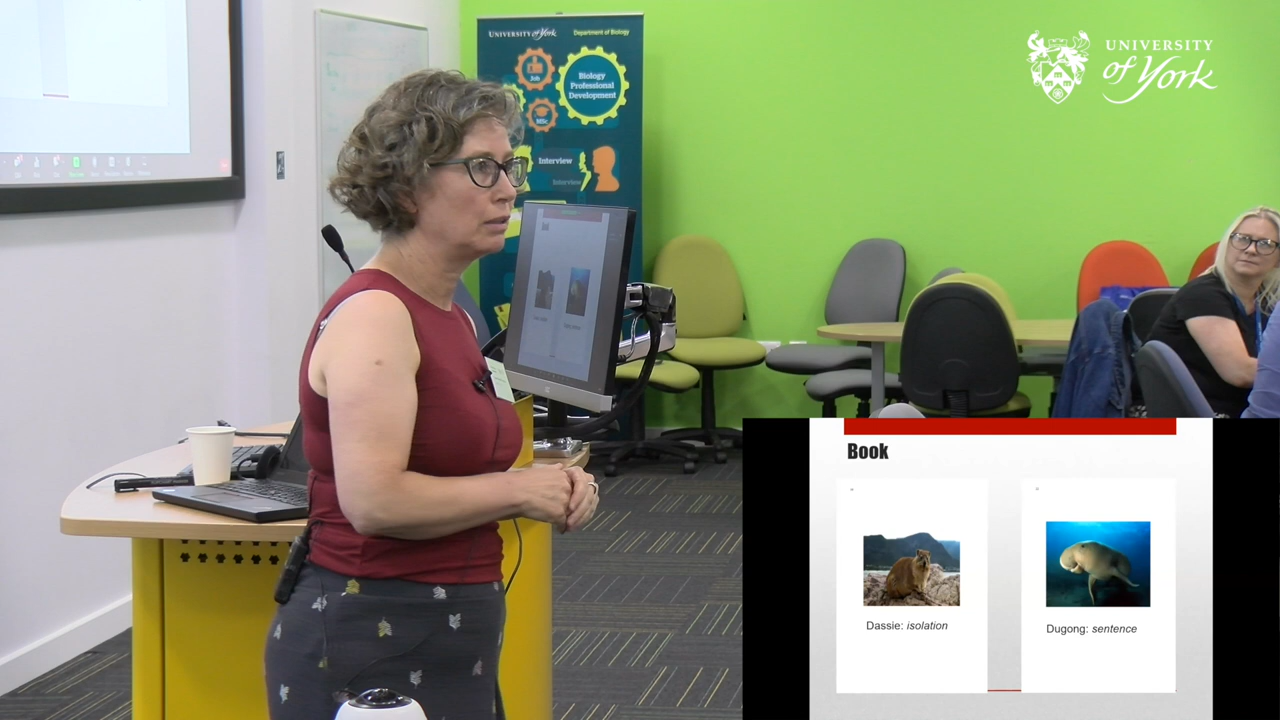 UNIVERSITY of York
Department of Biology
Job
Biology
Professional
Development
MSc
Interview
Interview
UNIVERSITY
of York
Book
Dassie: isolation
Dugong: sentence